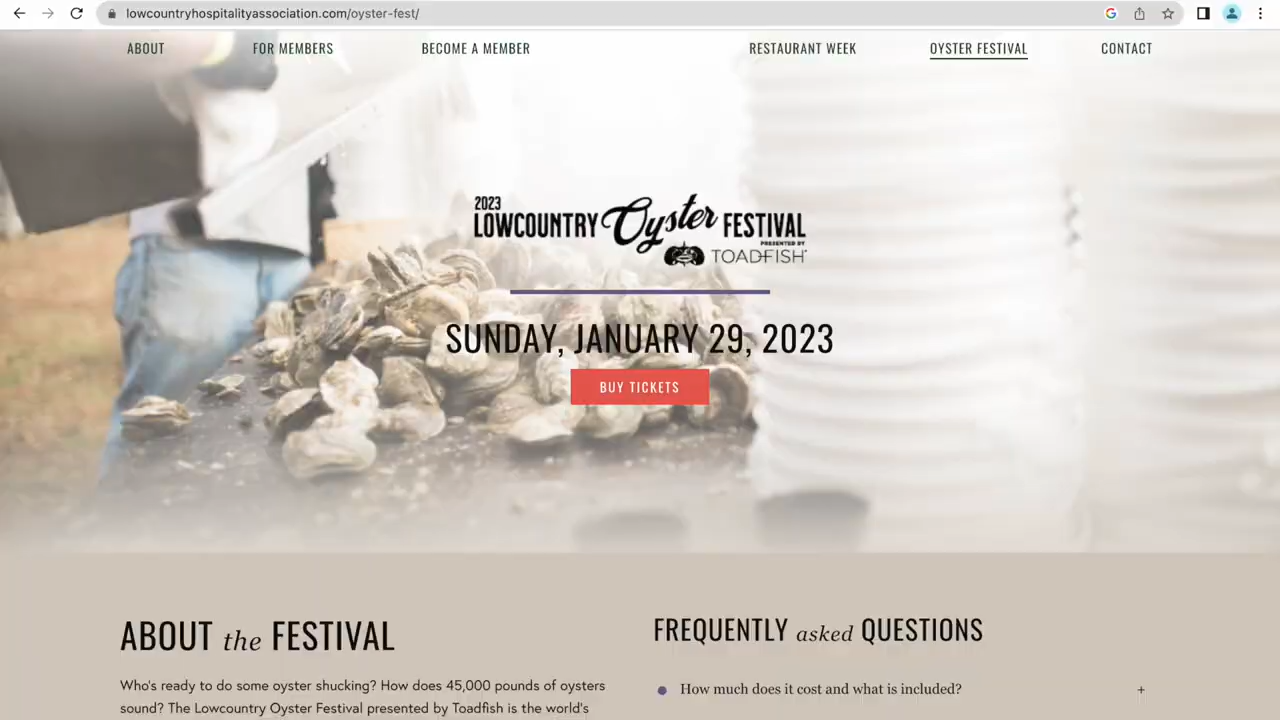 lowcountryhospitalityassociation.com/oyster-fest/
ABOUT FOR MEMBERS BECOME A MEMBER RESTAURANT WEEK OYSTER FESTIVAL CONTACT
2023
LOWCOUNTRY Oyster FESTIVAL
PRESENTED BY
TOADFISH
SUNDAY, JANUARY 29, 2023
BUY TICKETS
ABOUT the FESTIVAL
Who's ready to do some oyster shucking? How does 45,000 pounds of oysters
sound? The Lowcountry Oyster Festival presented by Toadfish is the world's
FREQUENTLY asked QUESTIONS
How much does it cost and what is included? +